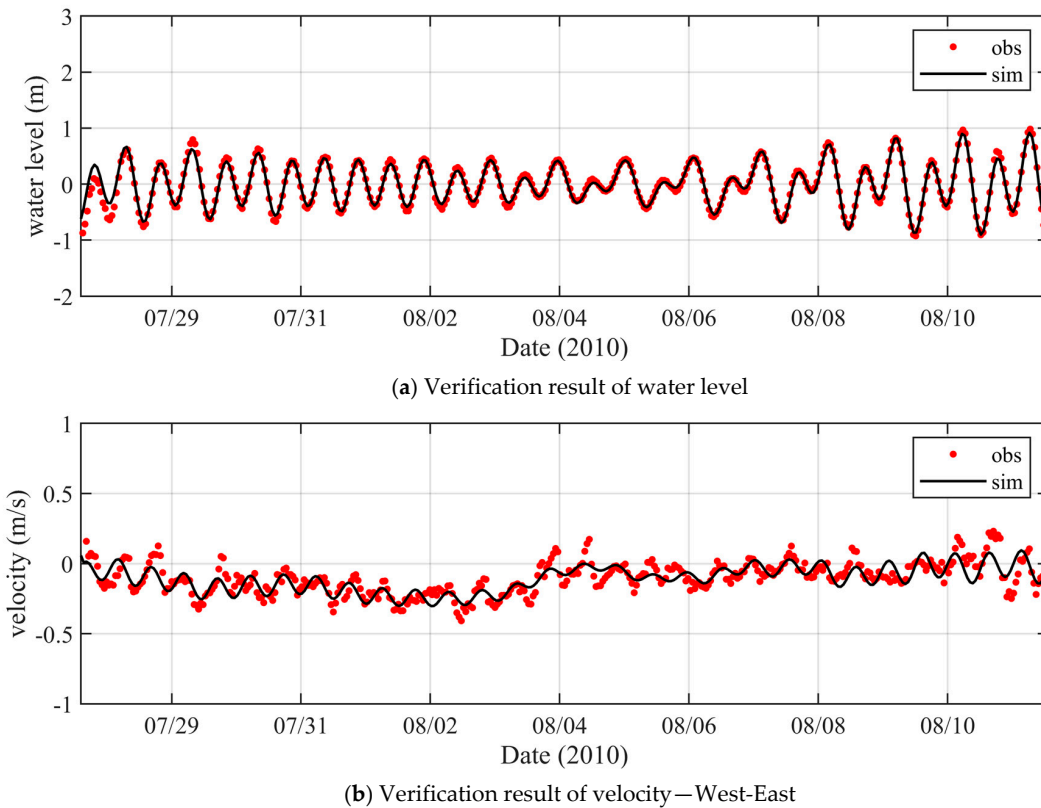 3
2
1
0
-1
-2
water level (m)
obs
sim
07/29 07/31 08/02 08/04 08/06 08/08 08/10
Date (2010)
(a) Verification result of water level
1
0.5
0
-0.5
-1
velocity (m/s)
obs
sim
07/29 07/31 08/02 08/04 08/06 08/08 08/10
Date (2010)
(b) Verification result of velocity—West-East